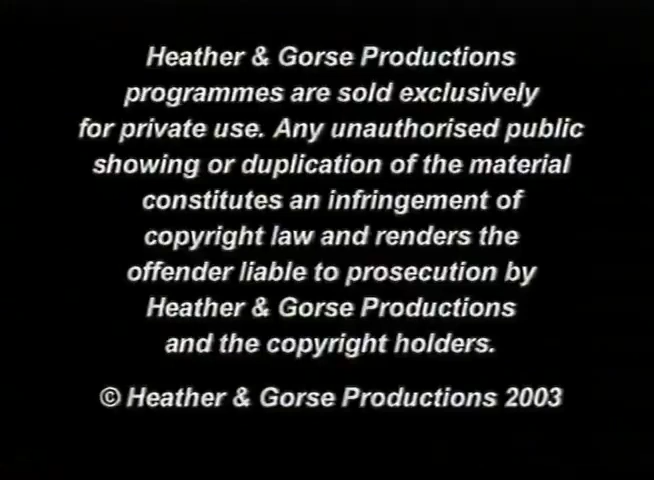 Heather & Gorse Productions
programmes are sold exclusively
for private use. Any unauthorised public
showing or duplication of the material
constitutes an infringement of
copyright law and renders the
offender liable to prosecution by
Heather & Gorse Productions
and the copyright holders.
© Heather & Gorse Productions 2003